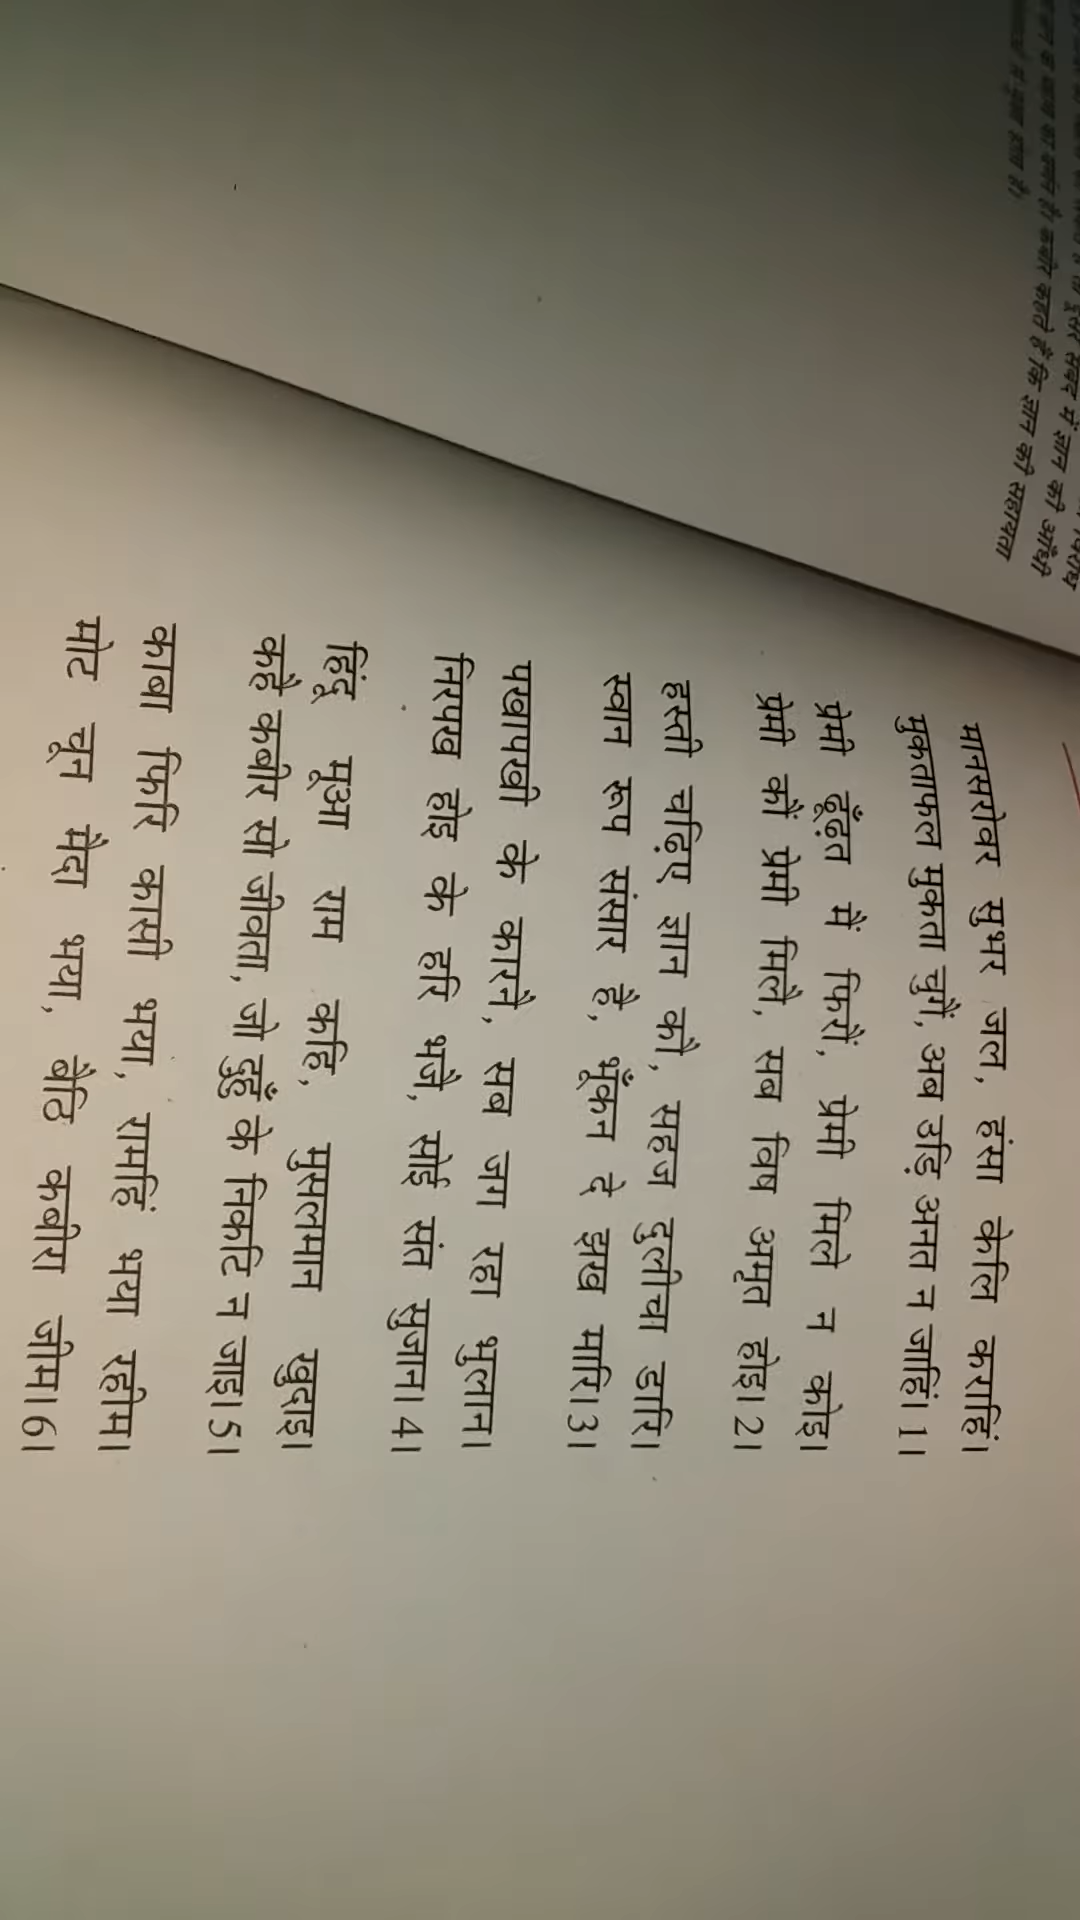 दूसरे सबद में ज्ञान की आँधी
कबीर कहते हैं कि ज्ञान की सहायता
मानसरोवर सुभर जल, हंसा केलि कराहिं।
मुकताफल मुकता चुगैं, अब उड़ि अनत न जाहिं।1।
प्रेमी ढूँढ़त मैं फिरौं, प्रेमी मिले न कोइ।
प्रेमी कौं प्रेमी मिलै, सब विष अमृत होइ।2।
हस्ती चढ़िए ज्ञान कौ, सहज दुलीचा डारि।
स्वान रूप संसार है, भूँकन दे झख मारि।3।
पखापखी के कारनै, सब जग रहा भुलान।
निरपख होइ के हरि भजै, सोई संत सुजान।4।
हिंदू मूआ राम कहि, मुसलमान खुदाइ।
कहै कबीर सो जीवता, जो दुहुँ के निकटि न जाइ।5।
काबा फिरि कासी भया, रामहिं भया रहीम।
मोट चून मैदा भया, बैठि कबीरा जीम।6।